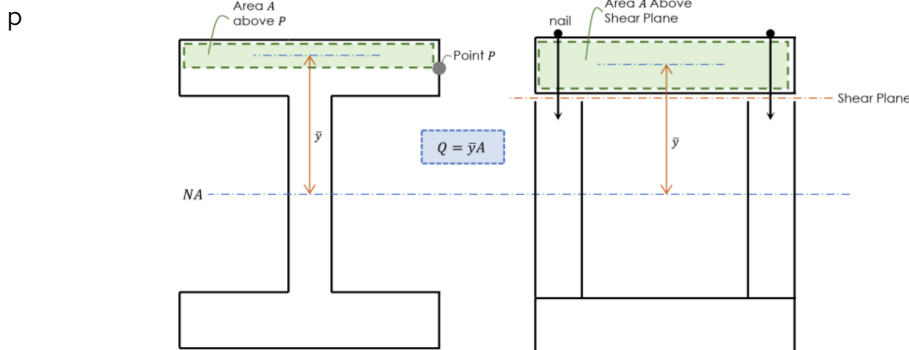 p
Area A
above P
Point P
ȳ
Q = ȳA
NA
nail
Area A Above
Shear Plane
Shear Plane
ȳ